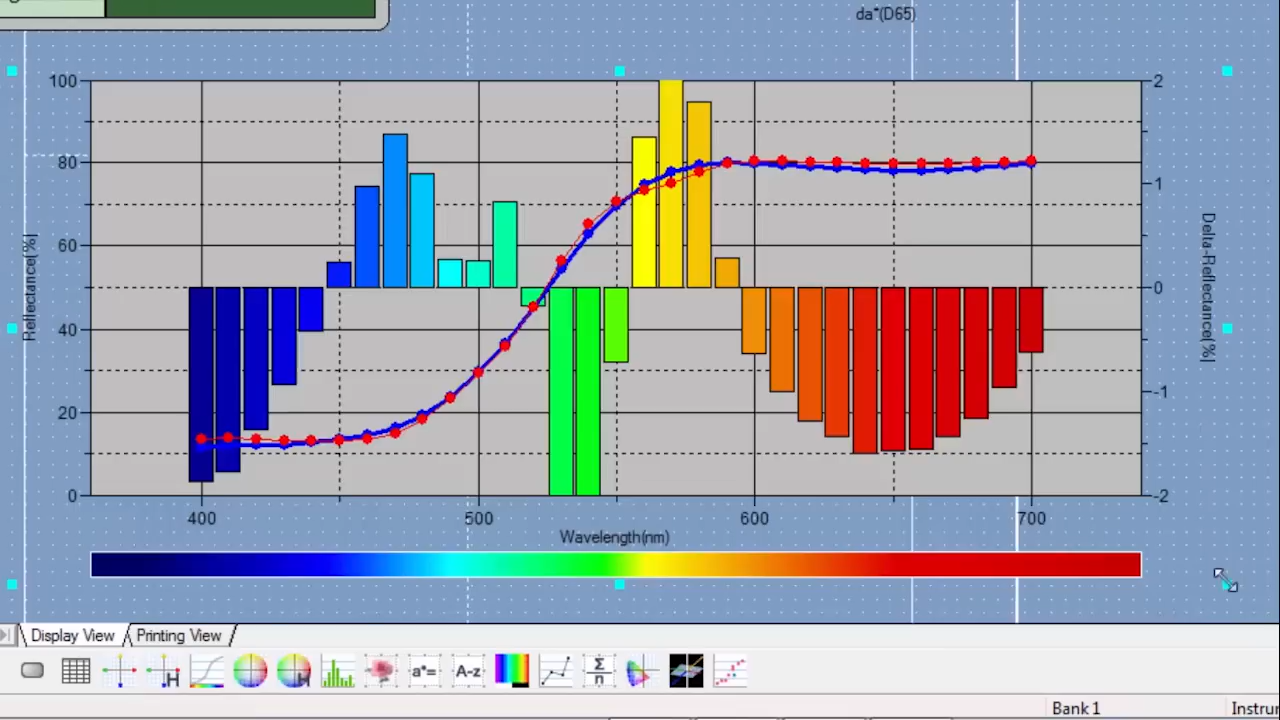 da*(D65)
100
80
60
40
20
0
Reflectance[%]
2
1
0
-1
-2
Delta-Reflectance[%]
400 500 600 700
Wavelength(nm)
Display View Printing View
H H a*= A-z Σ n
Bank 1 Instrum